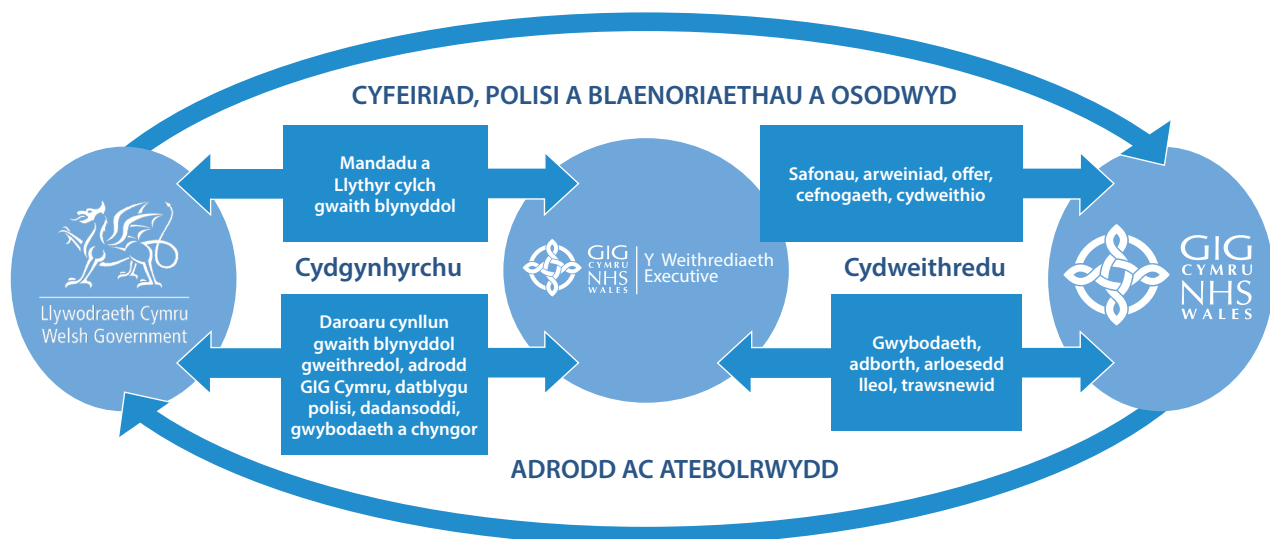 CYFEIRIAD, POLISI A BLAENORIAETHAU A OSODWYD
Mandadu a
Llythyr cylch
gwaith blynyddol
Safonau, arweiniad, offer,
cefnogaeth, cydweithio
Llywodraeth Cymru
Welsh Government
Cydgynhyrchu
GIG
CYMRU
NHS
WALES
Y Weithrediaeth
Executive
Cydweithredu
GIG
CYMRU
NHS
WALES
Daroaru cynllun
gwaith blynyddol
gweithredol, adrodd
GIG Cymru, datblygu
polisi, dadansoddi,
gwybodaeth a chyngor
Gwybodaeth,
adborth, arloesedd
lleol, trawsnewid
ADRODD AC ATEBOLRWYDD